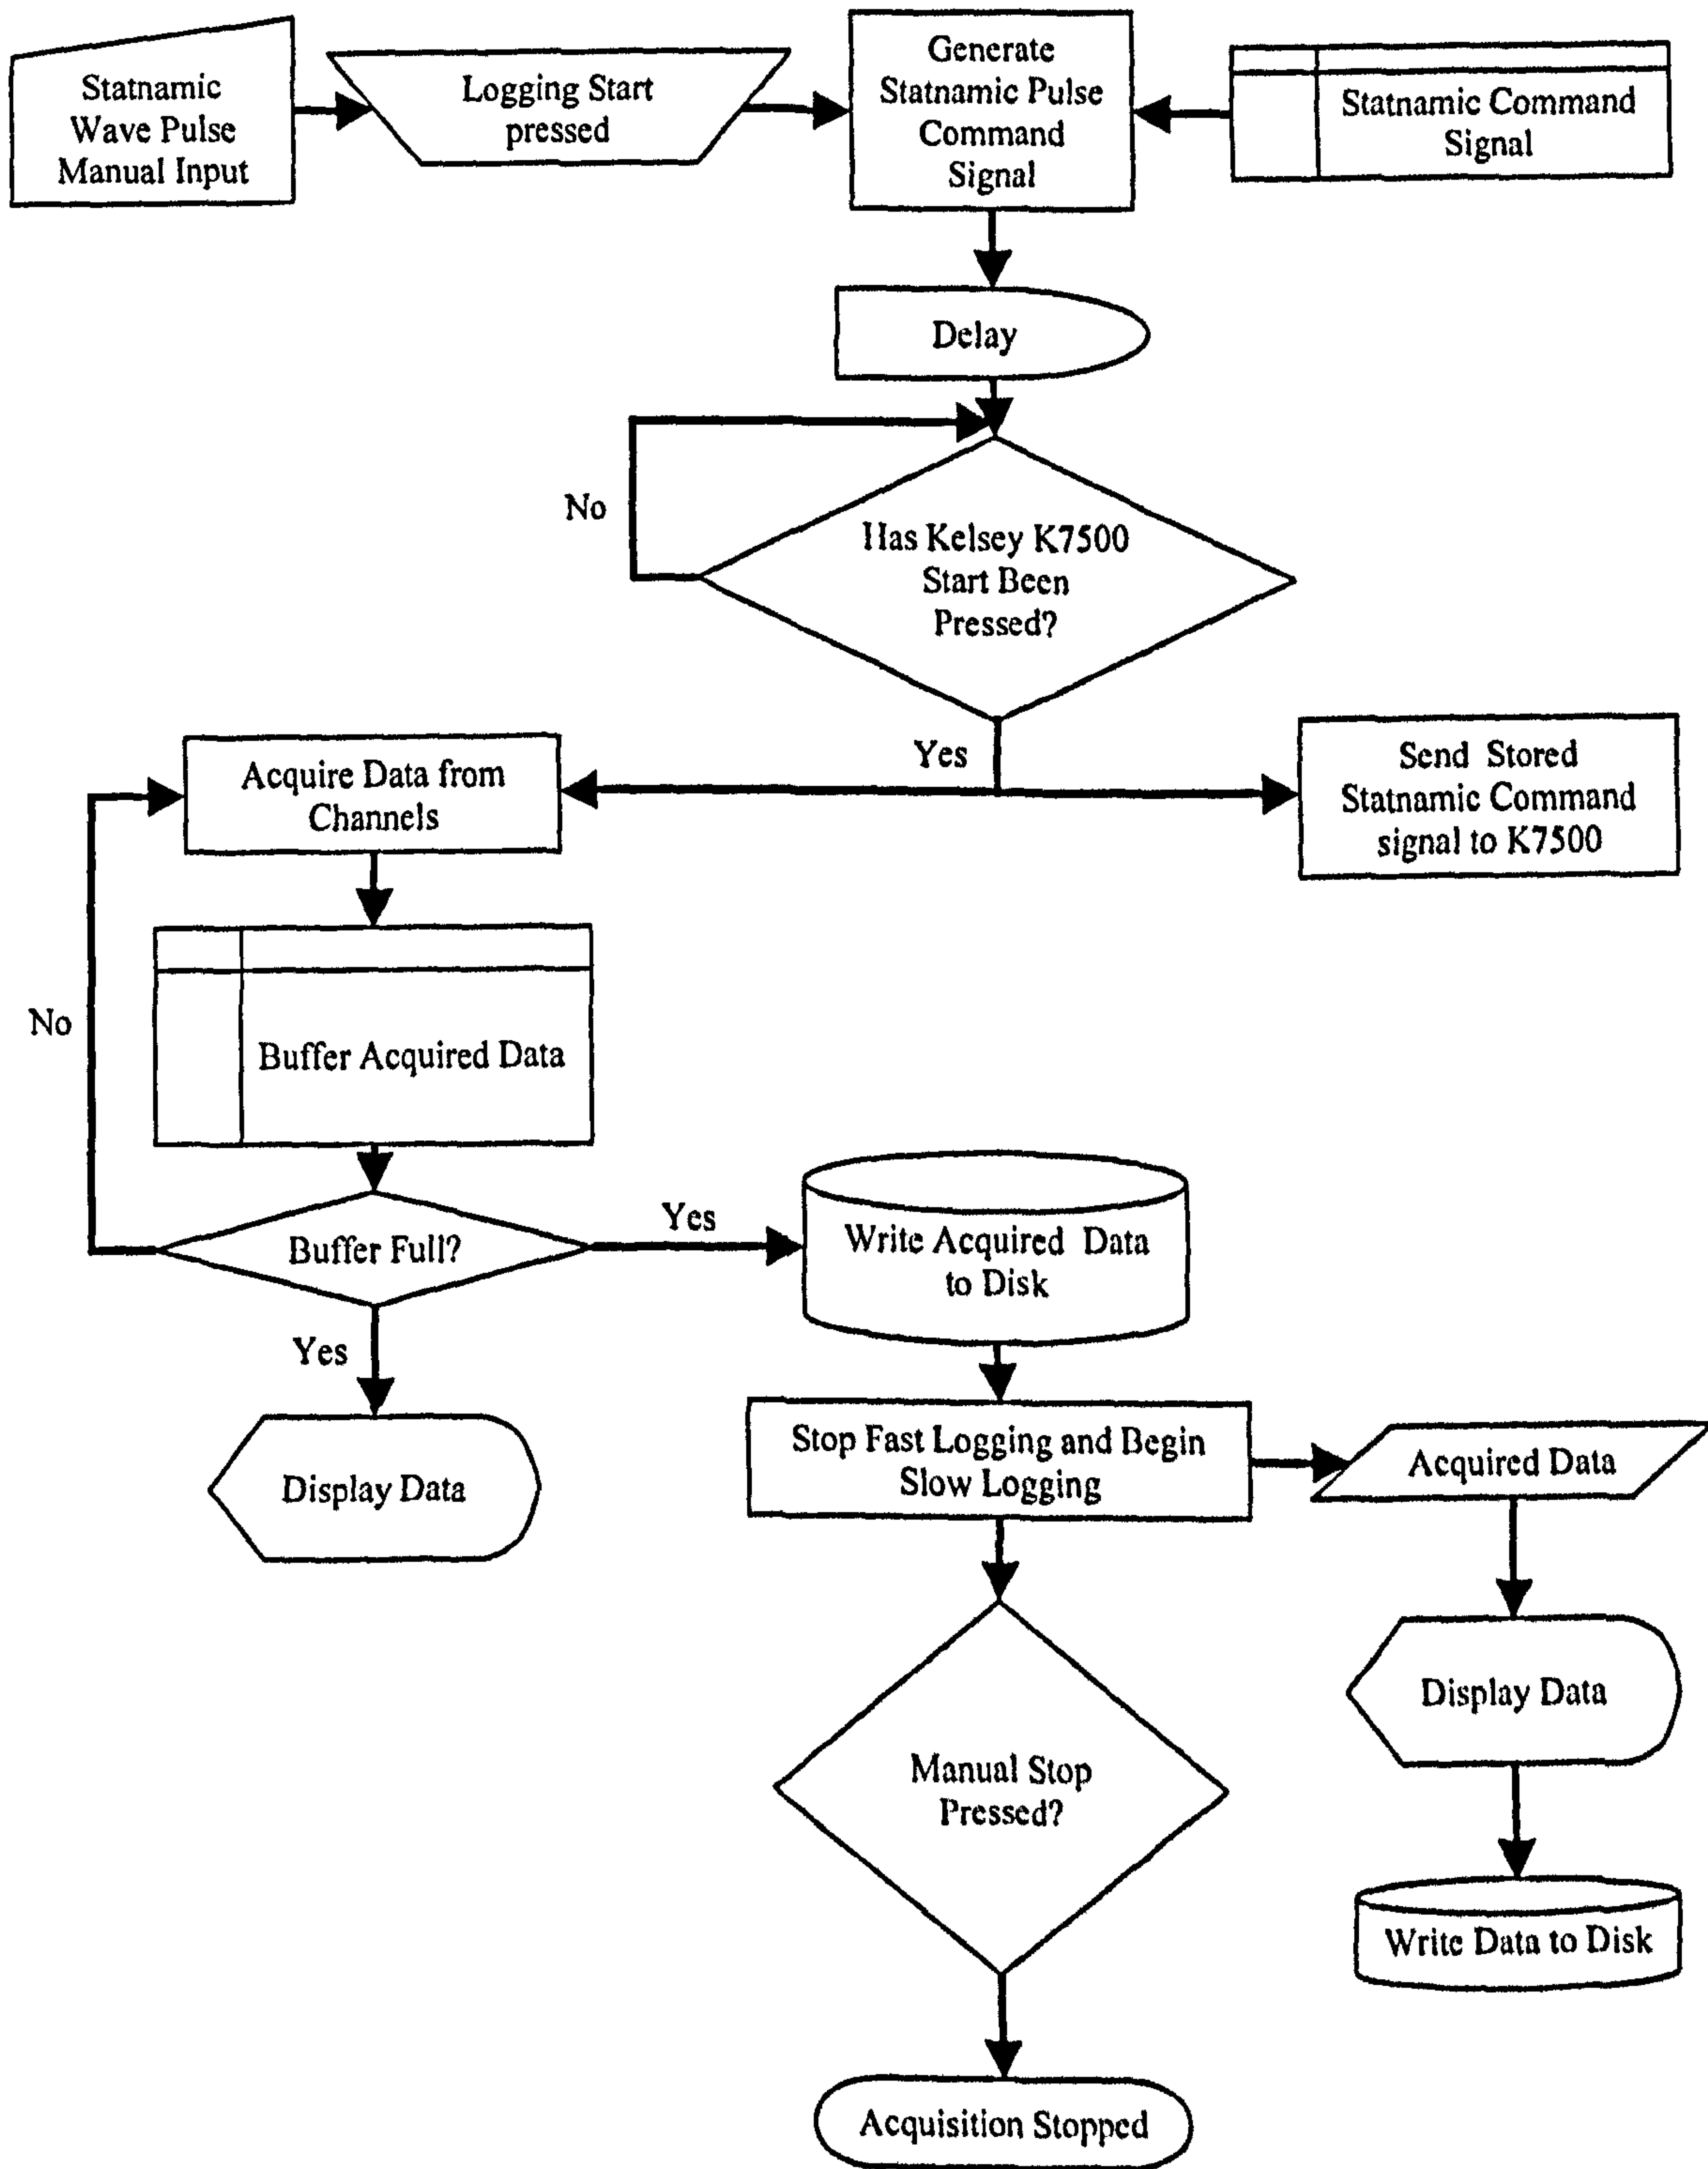 Statnamic
Wave Pulse
Manual Input
Logging Start
pressed
Generate
Statnamic Pulse
Command
Signal
Statnamic Command
Signal
Delay
No
Has Kelsey K7500
Start Been
Pressed?
Yes
Acquire Data from
Channels
Send Stored
Statnamic Command
signal to K7500
No
Buffer Acquired Data
Buffer Full?
Yes
Write Acquired Data
to Disk
Yes
Display Data
Stop Fast Logging and Begin
Slow Logging
Acquired Data
Display Data
Manual Stop
Pressed?
Write Data to Disk
Acquisition Stopped